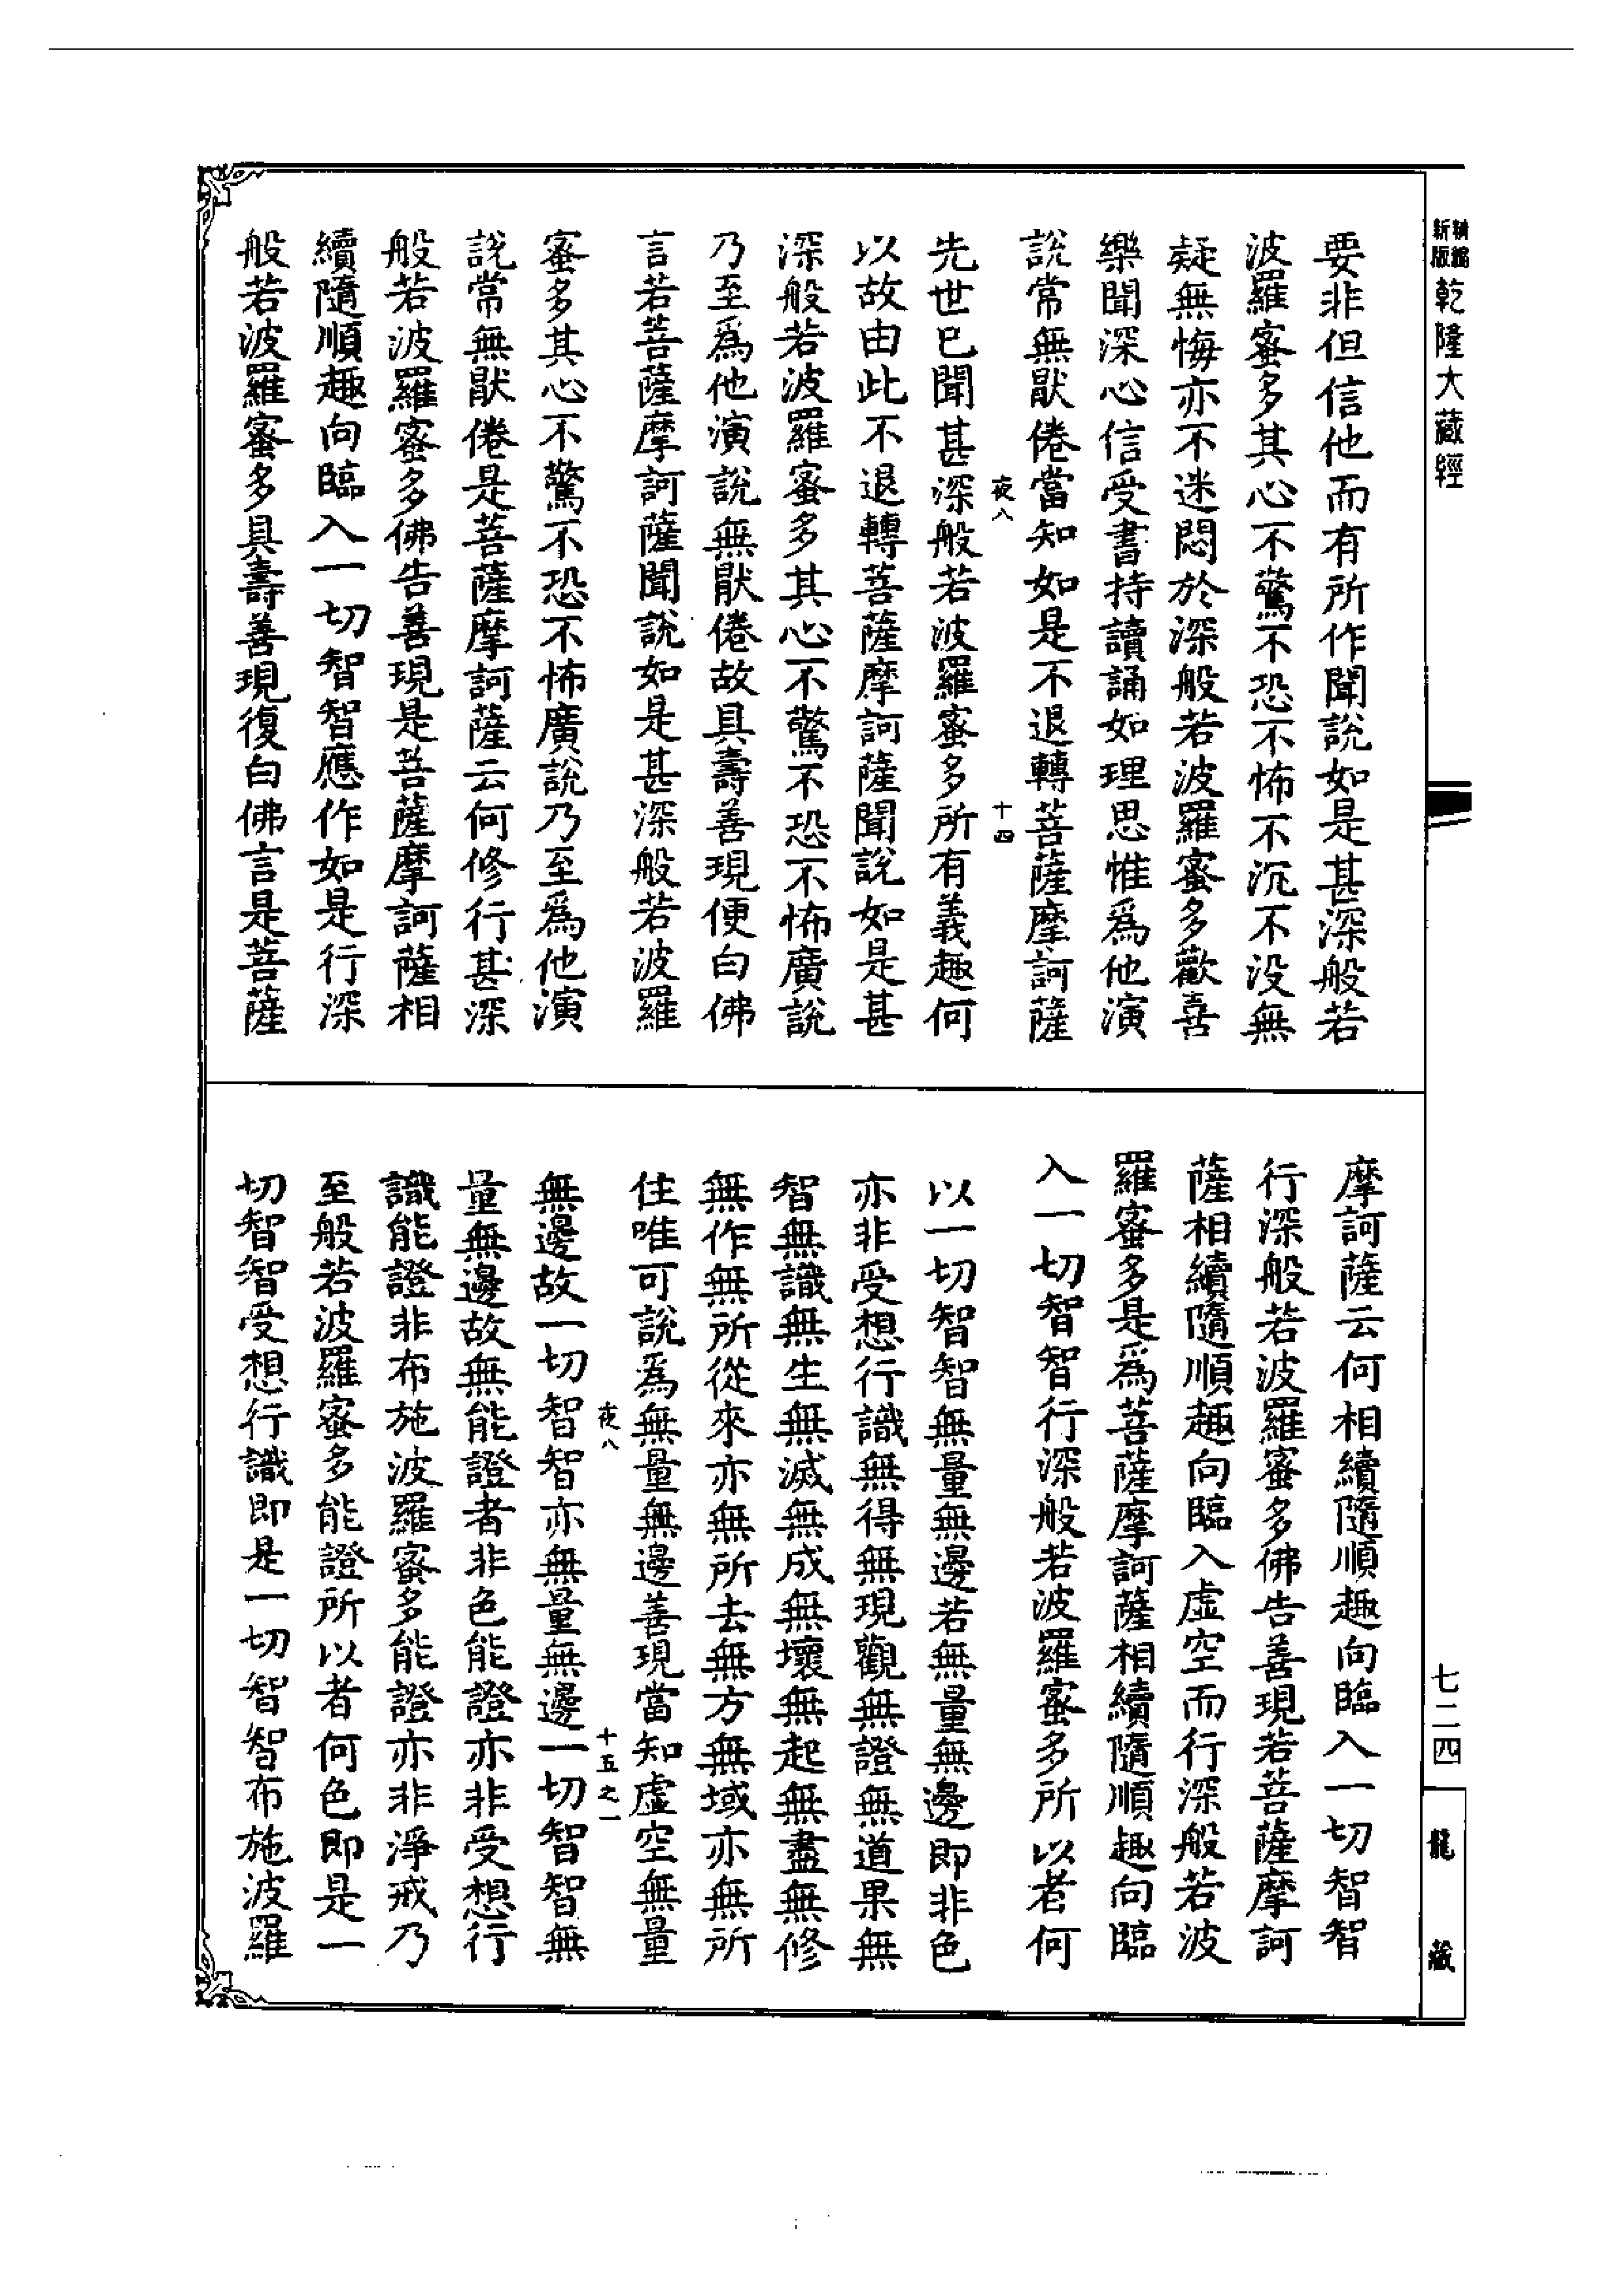 新編
新版
乾隆大藏經
要非但信他而有所作聞說如是甚深般若
波羅蜜多其心不驚不恐不怖不沉不没無
疑無悔亦不迷悶於深般若波羅蜜多歡喜
樂聞深心信受書持讀誦如理思惟爲他演
說常無厭倦當知如是不退轉菩薩摩訶薩
夜八
十四
先世已聞甚深般若波羅蜜多所有義趣何
以故由此不退轉菩薩摩訶薩聞說如是甚
深般若波羅蜜多其心不驚不恐不怖廣說
乃至爲他演說無厭倦故具壽善現便白佛
言若菩薩摩訶薩聞說如是甚深般若波羅
蜜多其心不驚不恐不怖廣說乃至爲他演
說常無厭倦是菩薩摩訶薩云何修行甚深
般若波羅蜜多佛告善現是菩薩摩訶薩相
續隨順趣向臨入一切智智應作如是行深
般若波羅蜜多具壽善現復白佛言是菩薩
摩訶薩云何相續隨順趣向臨入一切智智
行深般若波羅蜜多佛告善現若菩薩摩訶
薩相續隨順趣向臨入虛空而行深般若波
羅蜜多是爲菩薩摩訶薩相續隨順趣向臨
入一切智智行深般若波羅蜜多所以者何
以一切智智無量無邊若無量無邊即非色
亦非受想行識無得無現觀無證無道果無
智無識無生無滅無成無壞無起無盡無修
無作無所從來亦無所去無方無域亦無所
住唯可說爲無量無邊善現當知虛空無量
夜八
十五之一
無邊故一切智智亦無量無邊一切智智無
量無邊故無能證者非色能證亦非受想行
識能證非布施波羅蜜多能證亦非淨戒乃
至般若波羅蜜多能證所以者何色即是一
切智智受想行識即是一切智智布施波羅
七二四
龍藏